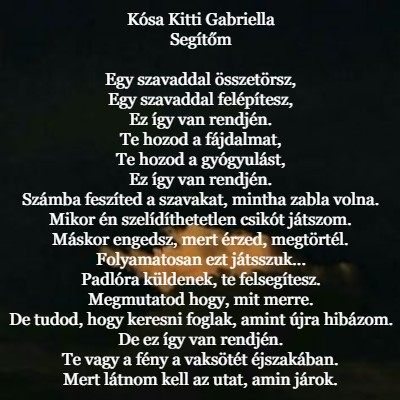 Kósa Kitti Gabriella
Segítőm
Egy szavaddal összetörsz,
Egy szavaddal felépítesz,
Ez így van rendjén.
Te hozod a fájdalmat,
Te hozod a gyógyulást,
Ez így van rendjén.
Számba feszíted a szavakat, mintha zabla volna.
Mikor én szelídíthetetlen csikót játszom.
Máskor engedsz, mert érzed, megtörtél.
Folyamatosan ezt játsszuk...
Padlóra küldenek, te felsegítesz.
Megmutatod hogy, mit merre.
De tudod, hogy keresni foglak, amint újra hibázom.
De ez így van rendjén.
Te vagy a fény a vaksötét éjszakában.
Mert látnom kell az utat, amin járok.